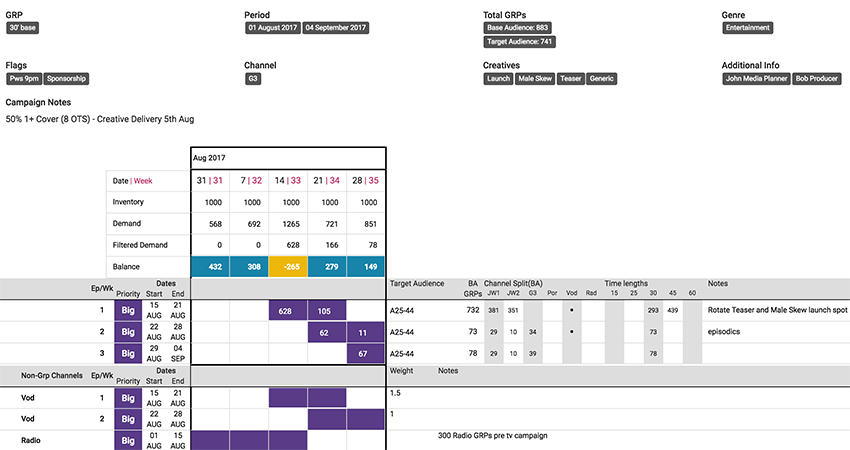 GRP Period Total GRPs Genre
30' base 01 August 2017 04 September 2017 Base Audience: 883 Entertainment
Target Audience: 741
Flags Channel Creatives Additional Info
Pws 9pm Sponsorship G3 Launch Male Skew Teaser Generic John Media Planner Bob Producer
Campaign Notes
50% 1+ Cover (8 OTS) - Creative Delivery 5th Aug
Aug 2017
Date | Week 31 | 31 7 | 32 14 | 33 21 | 34 28 | 35
Inventory 1000 1000 1000 1000 1000
Demand 568 692 1265 721 851
Filtered Demand 0 0 628 166 78
Balance 432 308 -265 279 149
Ep/Wk Dates Target Audience BA Channel Split(BA) Time lengths Notes
Priority Start End GRPs JW1 JW2 G3 Por Vod Rad 15 25 30 45 60
1 Big 15 AUG 21 AUG 628 105 A25-44 732 381 351 • 293 439 Rotate Teaser and Male Skew launch spot
2 Big 22 AUG 28 AUG 62 11 A25-44 73 29 10 34 • 73 episodics
3 Big 29 AUG 04 SEP 67 A25-44 78 29 10 39 78
Non-Grp Channels Ep/Wk Dates Weight Notes
Priority Start End
Vod 1 Big 15 AUG 21 AUG 1.5
Vod 2 Big 22 AUG 28 AUG 1
Radio Big 01 AUG 15 AUG 300 Radio GRPs pre tv campaign